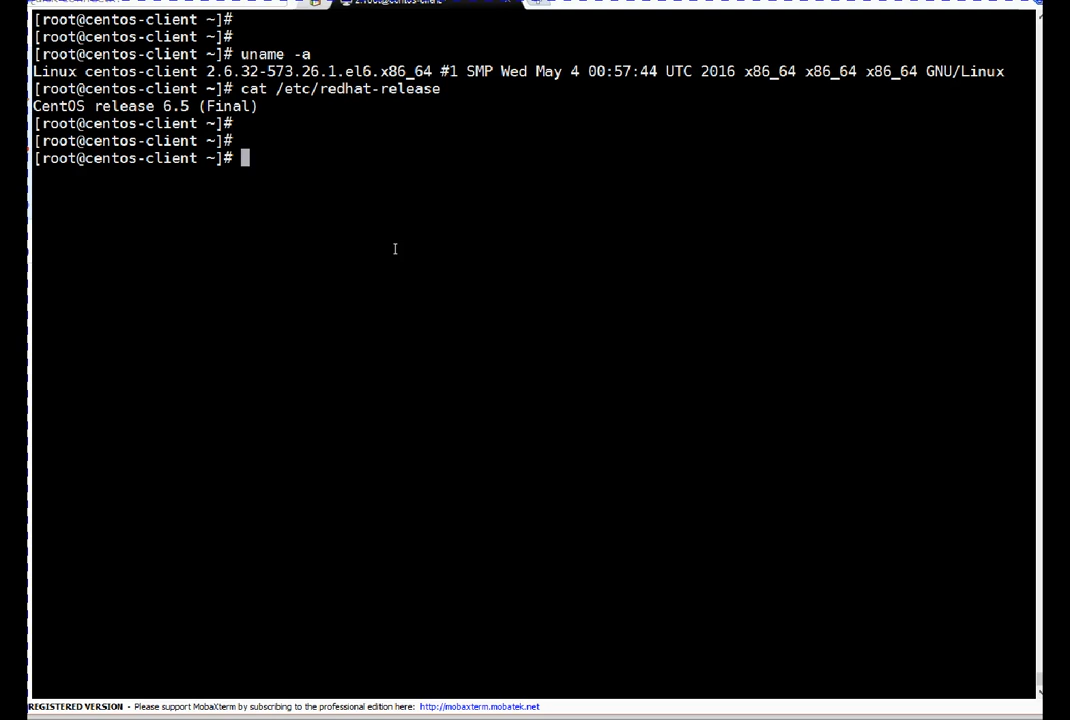 [root@centos-client ~]#
[root@centos-client ~]#
[root@centos-client ~]# uname -a
Linux centos-client 2.6.32-573.26.1.el6.x86_64 #1 SMP Wed May 4 00:57:44 UTC 2016 x86_64 x86_64 x86_64 GNU/Linux
[root@centos-client ~]# cat /etc/redhat-release
CentOS release 6.5 (Final)
[root@centos-client ~]#
[root@centos-client ~]#
[root@centos-client ~]#
REGISTERED VERSION - Please support MobaXterm by subscribing to the professional edition here: http://mobaxterm.mobatek.net